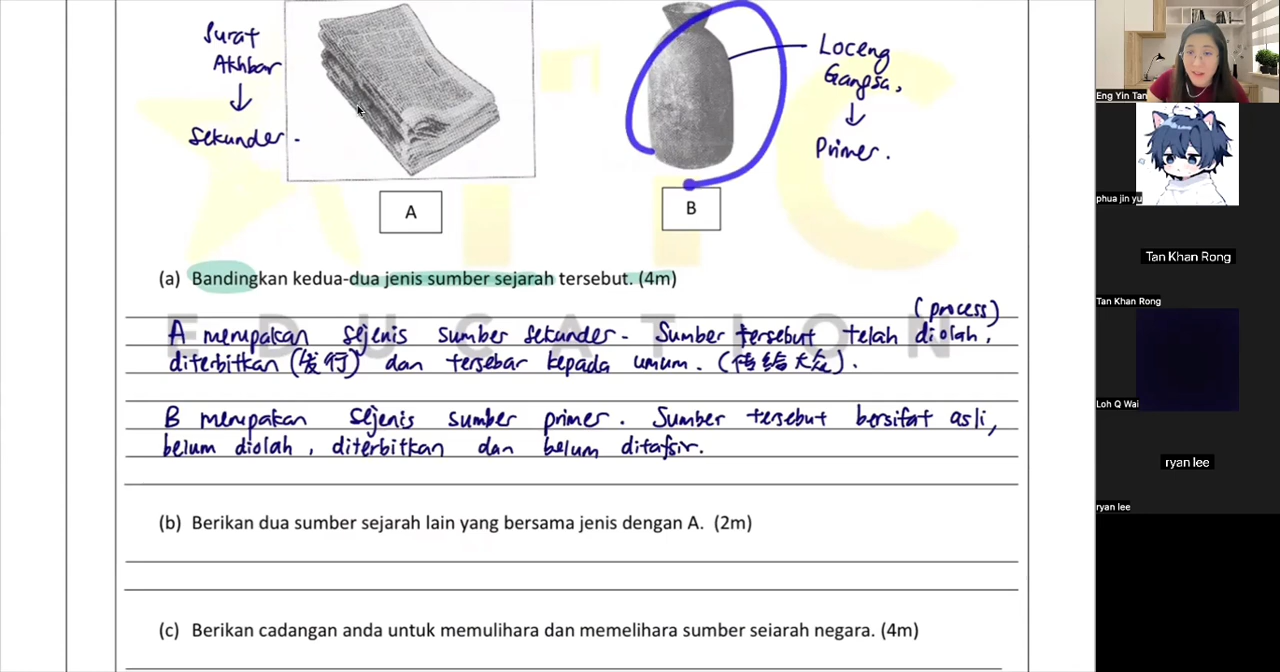 Surat
Akhbar
↓
Sekunder.
Loceng
Gangsa.
↓
Primer.
A
B
(a) Bandingkan kedua-dua jenis sumber sejarah tersebut. (4m)
(process)
A merupakan sejenis sumber sekunder. Sumber tersebut telah diolah,
diterbitkan (发行) dan tersebar kepada umum. (传给大众).
B merupakan sejenis sumber primer. Sumber tersebut bersifat asli,
belum diolah, diterbitkan dan belum ditafsir.
(b) Berikan dua sumber sejarah lain yang bersama jenis dengan A. (2m)
(c) Berikan cadangan anda untuk memulihara dan memelihara sumber sejarah negara. (4m)
TTC
EDUCATION
Eng Yin Tan
phua jin yu
Tan Khan Rong
Tan Khan Rong
Loh Q Wai
ryan lee
ryan lee